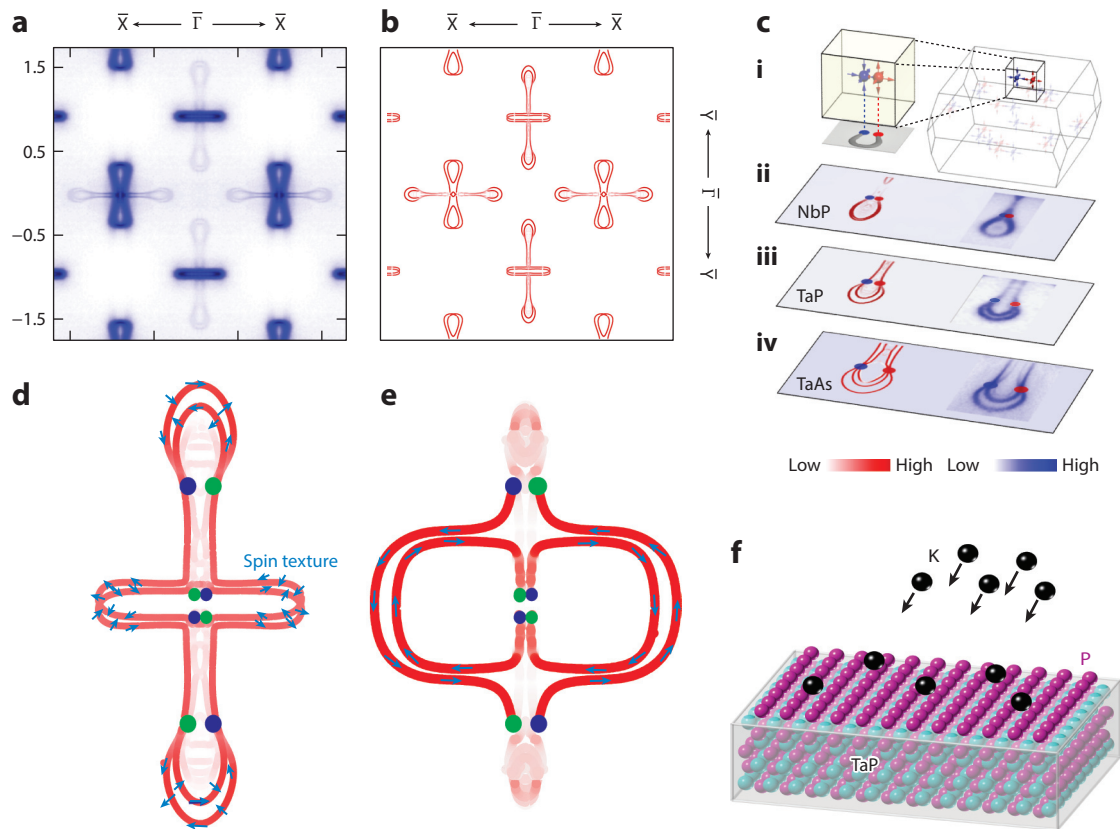 a
X̅ ← Γ̅ → X̅
1.5
0.5
−0.5
−1.5
b
X̅ ← Γ̅ → X̅
Y̅ ← Γ̅ → Y̅
c
i
ii
NbP
iii
TaP
iv
TaAs
Low High Low High
d
Spin texture
e
f
K
P
TaP